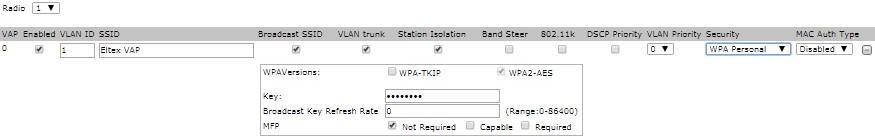 Radio 1
VAP Enabled VLAN ID SSID Broadcast SSID VLAN trunk Station Isolation Band Steer 802.11k DSCP Priority VLAN Priority Security MAC Auth Type
0 1 Eltex VAP 0 WPA Personal Disabled
WPAVersions: WPA-TKIP WPA2-AES
Key: ••••••••
Broadcast Key Refresh Rate 0 (Range:0-86400)
MFP Not Required Capable Required